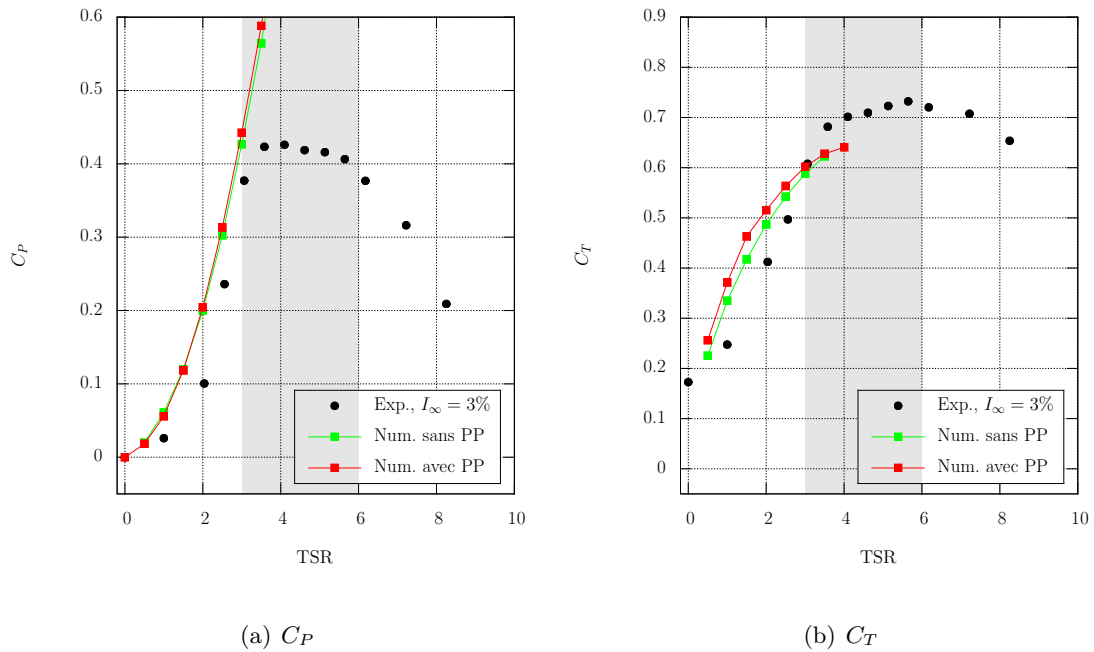 0.6
0.5
0.4
0.3
0.2
0.1
0
C_P
0 2 4 6 8 10
TSR
Exp., I_∞ = 3%
Num. sans PP
Num. avec PP
(a) C_P
0.9
0.8
0.7
0.6
0.5
0.4
0.3
0.2
0.1
0
C_T
0 2 4 6 8 10
TSR
Exp., I_∞ = 3%
Num. sans PP
Num. avec PP
(b) C_T